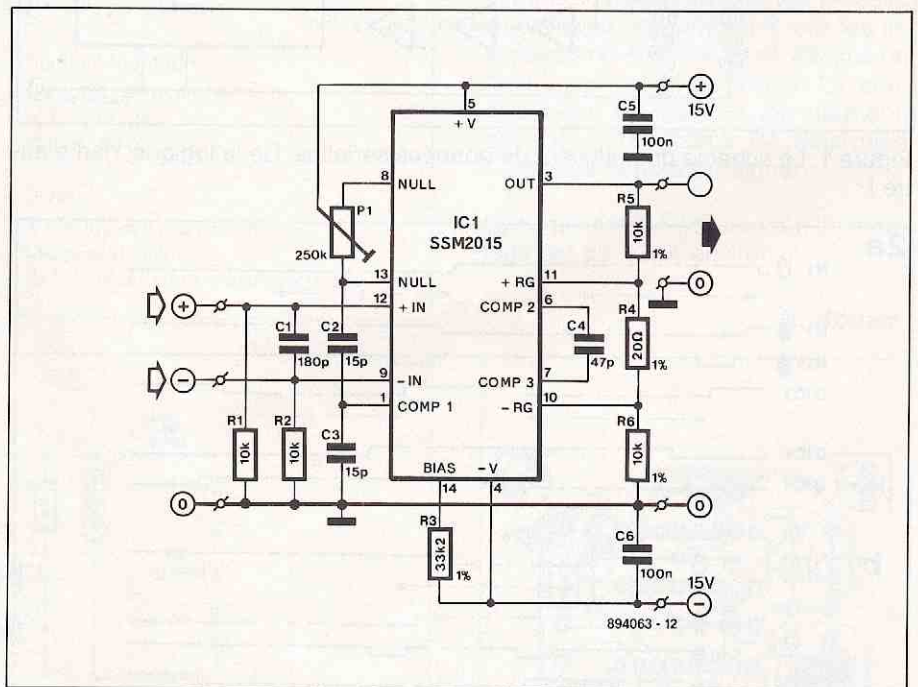 +
15V
C5
100n
5
+V
8
NULL
OUT
3
P1
IC1
SSM2015
R5
10k
1%
250k
13
NULL
+ RG
11
0
12
+ IN
COMP 2
6
R4
+
C1
C2
180p
15p
C4
47p
20Ω
1%
9
- IN
COMP 3
7
-
1
COMP 1
- RG
10
R1
10k
R2
10k
C3
15p
R6
10k
1%
BIAS
-V
14
4
0
0
R3
33k2
1%
C6
100n
15V
-
894063 - 12